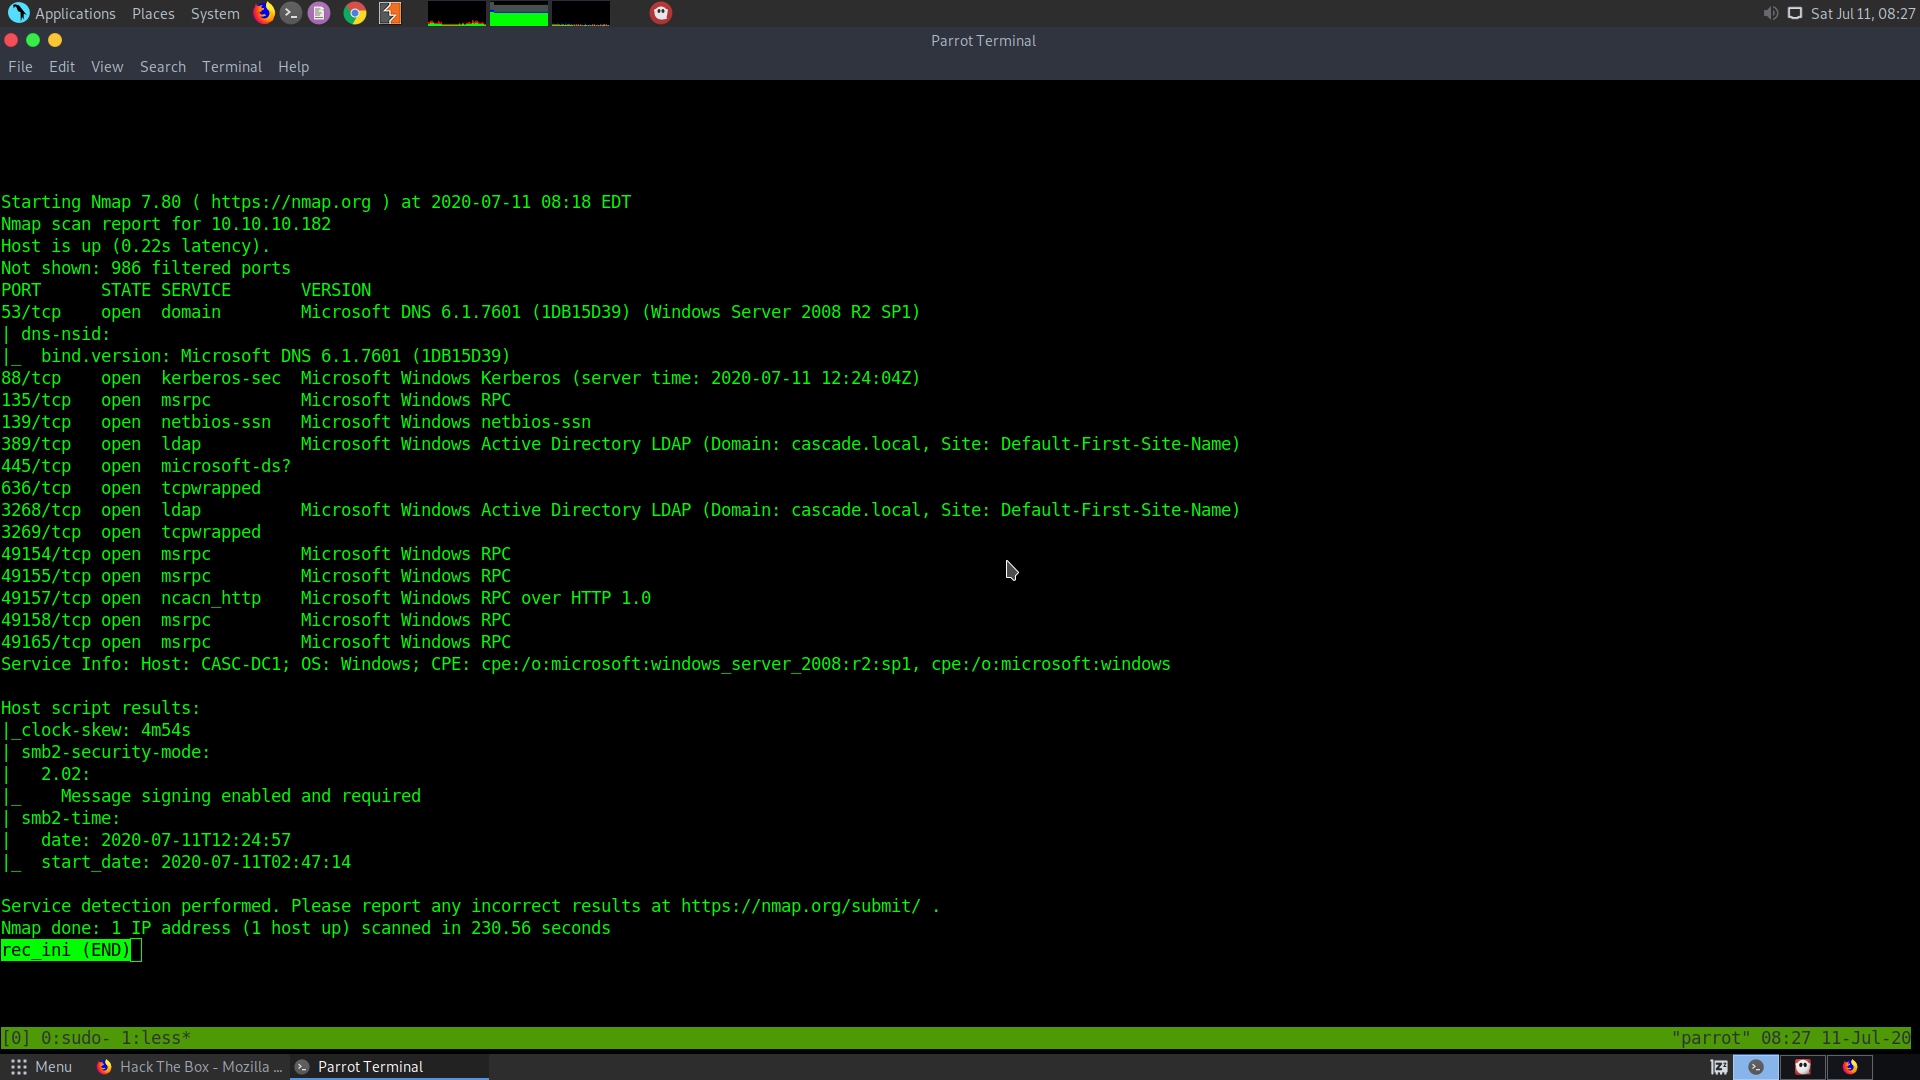 Applications Places System Sat Jul 11, 08:27
Parrot Terminal
File Edit View Search Terminal Help
Starting Nmap 7.80 ( https://nmap.org ) at 2020-07-11 08:18 EDT
Nmap scan report for 10.10.10.182
Host is up (0.22s latency).
Not shown: 986 filtered ports
PORT      STATE SERVICE       VERSION
53/tcp    open  domain        Microsoft DNS 6.1.7601 (1DB15D39) (Windows Server 2008 R2 SP1)
| dns-nsid:
|_  bind.version: Microsoft DNS 6.1.7601 (1DB15D39)
88/tcp    open  kerberos-sec  Microsoft Windows Kerberos (server time: 2020-07-11 12:24:04Z)
135/tcp   open  msrpc         Microsoft Windows RPC
139/tcp   open  netbios-ssn   Microsoft Windows netbios-ssn
389/tcp   open  ldap          Microsoft Windows Active Directory LDAP (Domain: cascade.local, Site: Default-First-Site-Name)
445/tcp   open  microsoft-ds?
636/tcp   open  tcpwrapped
3268/tcp  open  ldap          Microsoft Windows Active Directory LDAP (Domain: cascade.local, Site: Default-First-Site-Name)
3269/tcp  open  tcpwrapped
49154/tcp open  msrpc         Microsoft Windows RPC
49155/tcp open  msrpc         Microsoft Windows RPC
49157/tcp open  ncacn_http    Microsoft Windows RPC over HTTP 1.0
49158/tcp open  msrpc         Microsoft Windows RPC
49165/tcp open  msrpc         Microsoft Windows RPC
Service Info: Host: CASC-DC1; OS: Windows; CPE: cpe:/o:microsoft:windows_server_2008:r2:sp1, cpe:/o:microsoft:windows
Host script results:
|_clock-skew: 4m54s
| smb2-security-mode:
|   2.02:
|_    Message signing enabled and required
| smb2-time:
|   date: 2020-07-11T12:24:57
|_  start_date: 2020-07-11T02:47:14
Service detection performed. Please report any incorrect results at https://nmap.org/submit/ .
Nmap done: 1 IP address (1 host up) scanned in 230.56 seconds
rec_ini (END)
[0] 0:sudo- 1:less* "parrot" 08:27 11-Jul-20
Menu Hack The Box - Mozilla ... Parrot Terminal